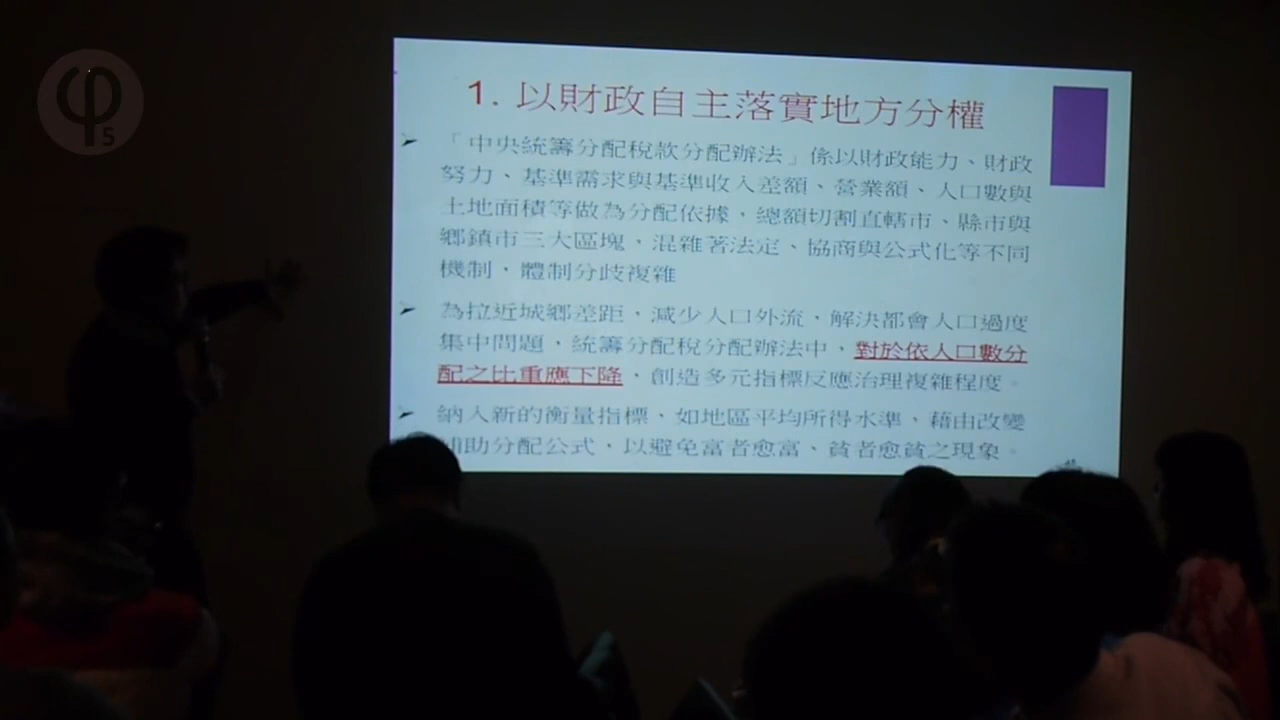 φ5
1. 以財政自主落實地方分權
「中央統籌分配稅款分配辦法」係以財政能力、財政
努力、基準需求與基準收入差額、營業額、人口數與
土地面積等做為分配依據，總額切割直轄市、縣市與
鄉鎮市三大區塊，混雜著法定、協商與公式化等不同
機制，體制分歧複雜
為拉近城鄉差距，減少人口外流，解決都會人口過度
集中問題，統籌分配稅分配辦法中，對於依人口數分
配之比重應下降，創造多元指標反應治理複雜程度。
納入新的衡量指標，如地區平均所得水準，藉由改變
補助分配公式，以避免富者愈富、貧者愈貧之現象。